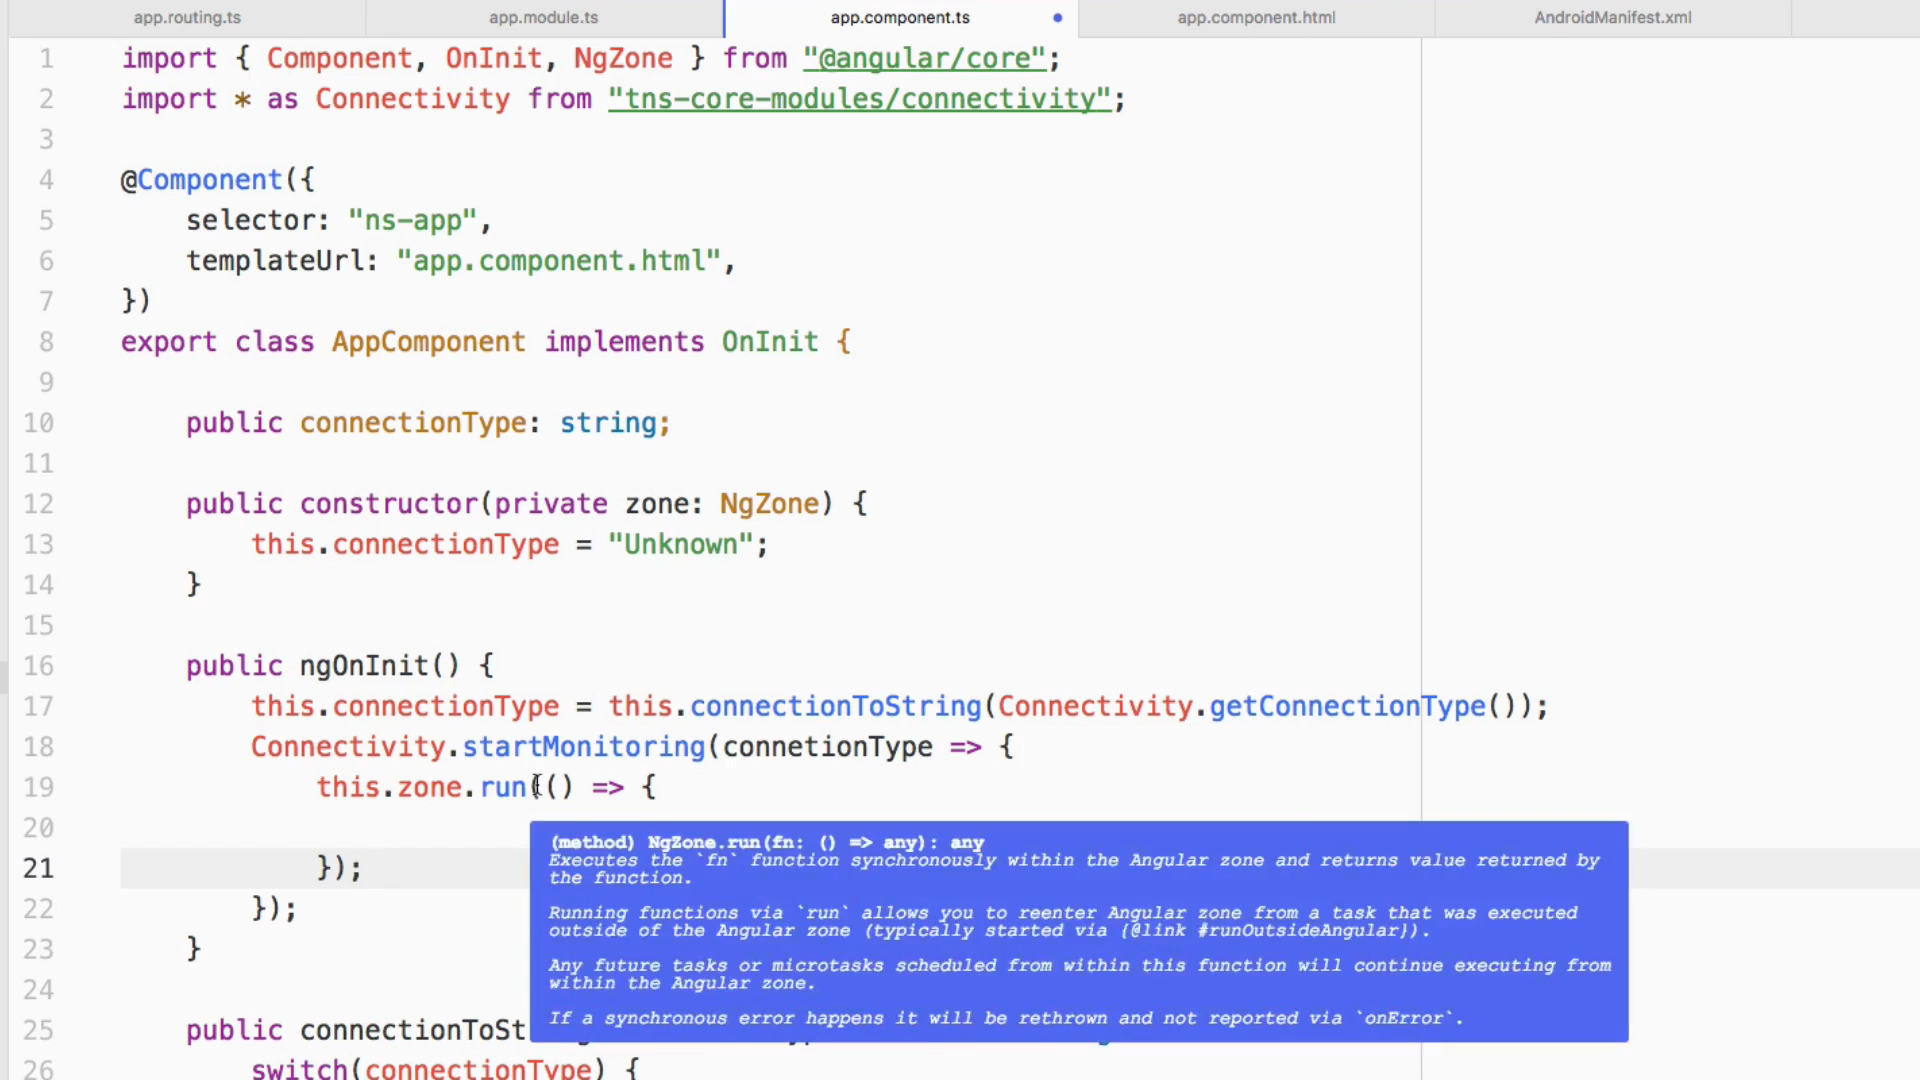 app.routing.ts app.module.ts app.component.ts app.component.html AndroidManifest.xml
1 import { Component, OnInit, NgZone } from "@angular/core";
2 import * as Connectivity from "tns-core-modules/connectivity";
3
4 @Component({
5 selector: "ns-app",
6 templateUrl: "app.component.html",
7 })
8 export class AppComponent implements OnInit {
9
10 public connectionType: string;
11
12 public constructor(private zone: NgZone) {
13 this.connectionType = "Unknown";
14 }
15
16 public ngOnInit() {
17 this.connectionType = this.connectionToString(Connectivity.getConnectionType());
18 Connectivity.startMonitoring(connetionType => {
19 this.zone.run(() => {
20
(method) NgZone.run(fn: () => any): any
Executes the `fn` function synchronously within the Angular zone and returns value returned by
the function.
Running functions via `run` allows you to reenter Angular zone from a task that was executed
outside of the Angular zone (typically started via {@link #runOutsideAngular}).
Any future tasks or microtasks scheduled from within this function will continue executing from
within the Angular zone.
If a synchronous error happens it will be rethrown and not reported via `onError`.
21 });
22 });
23 }
24
25 public connectionToSt
26 switch(connectionType) {